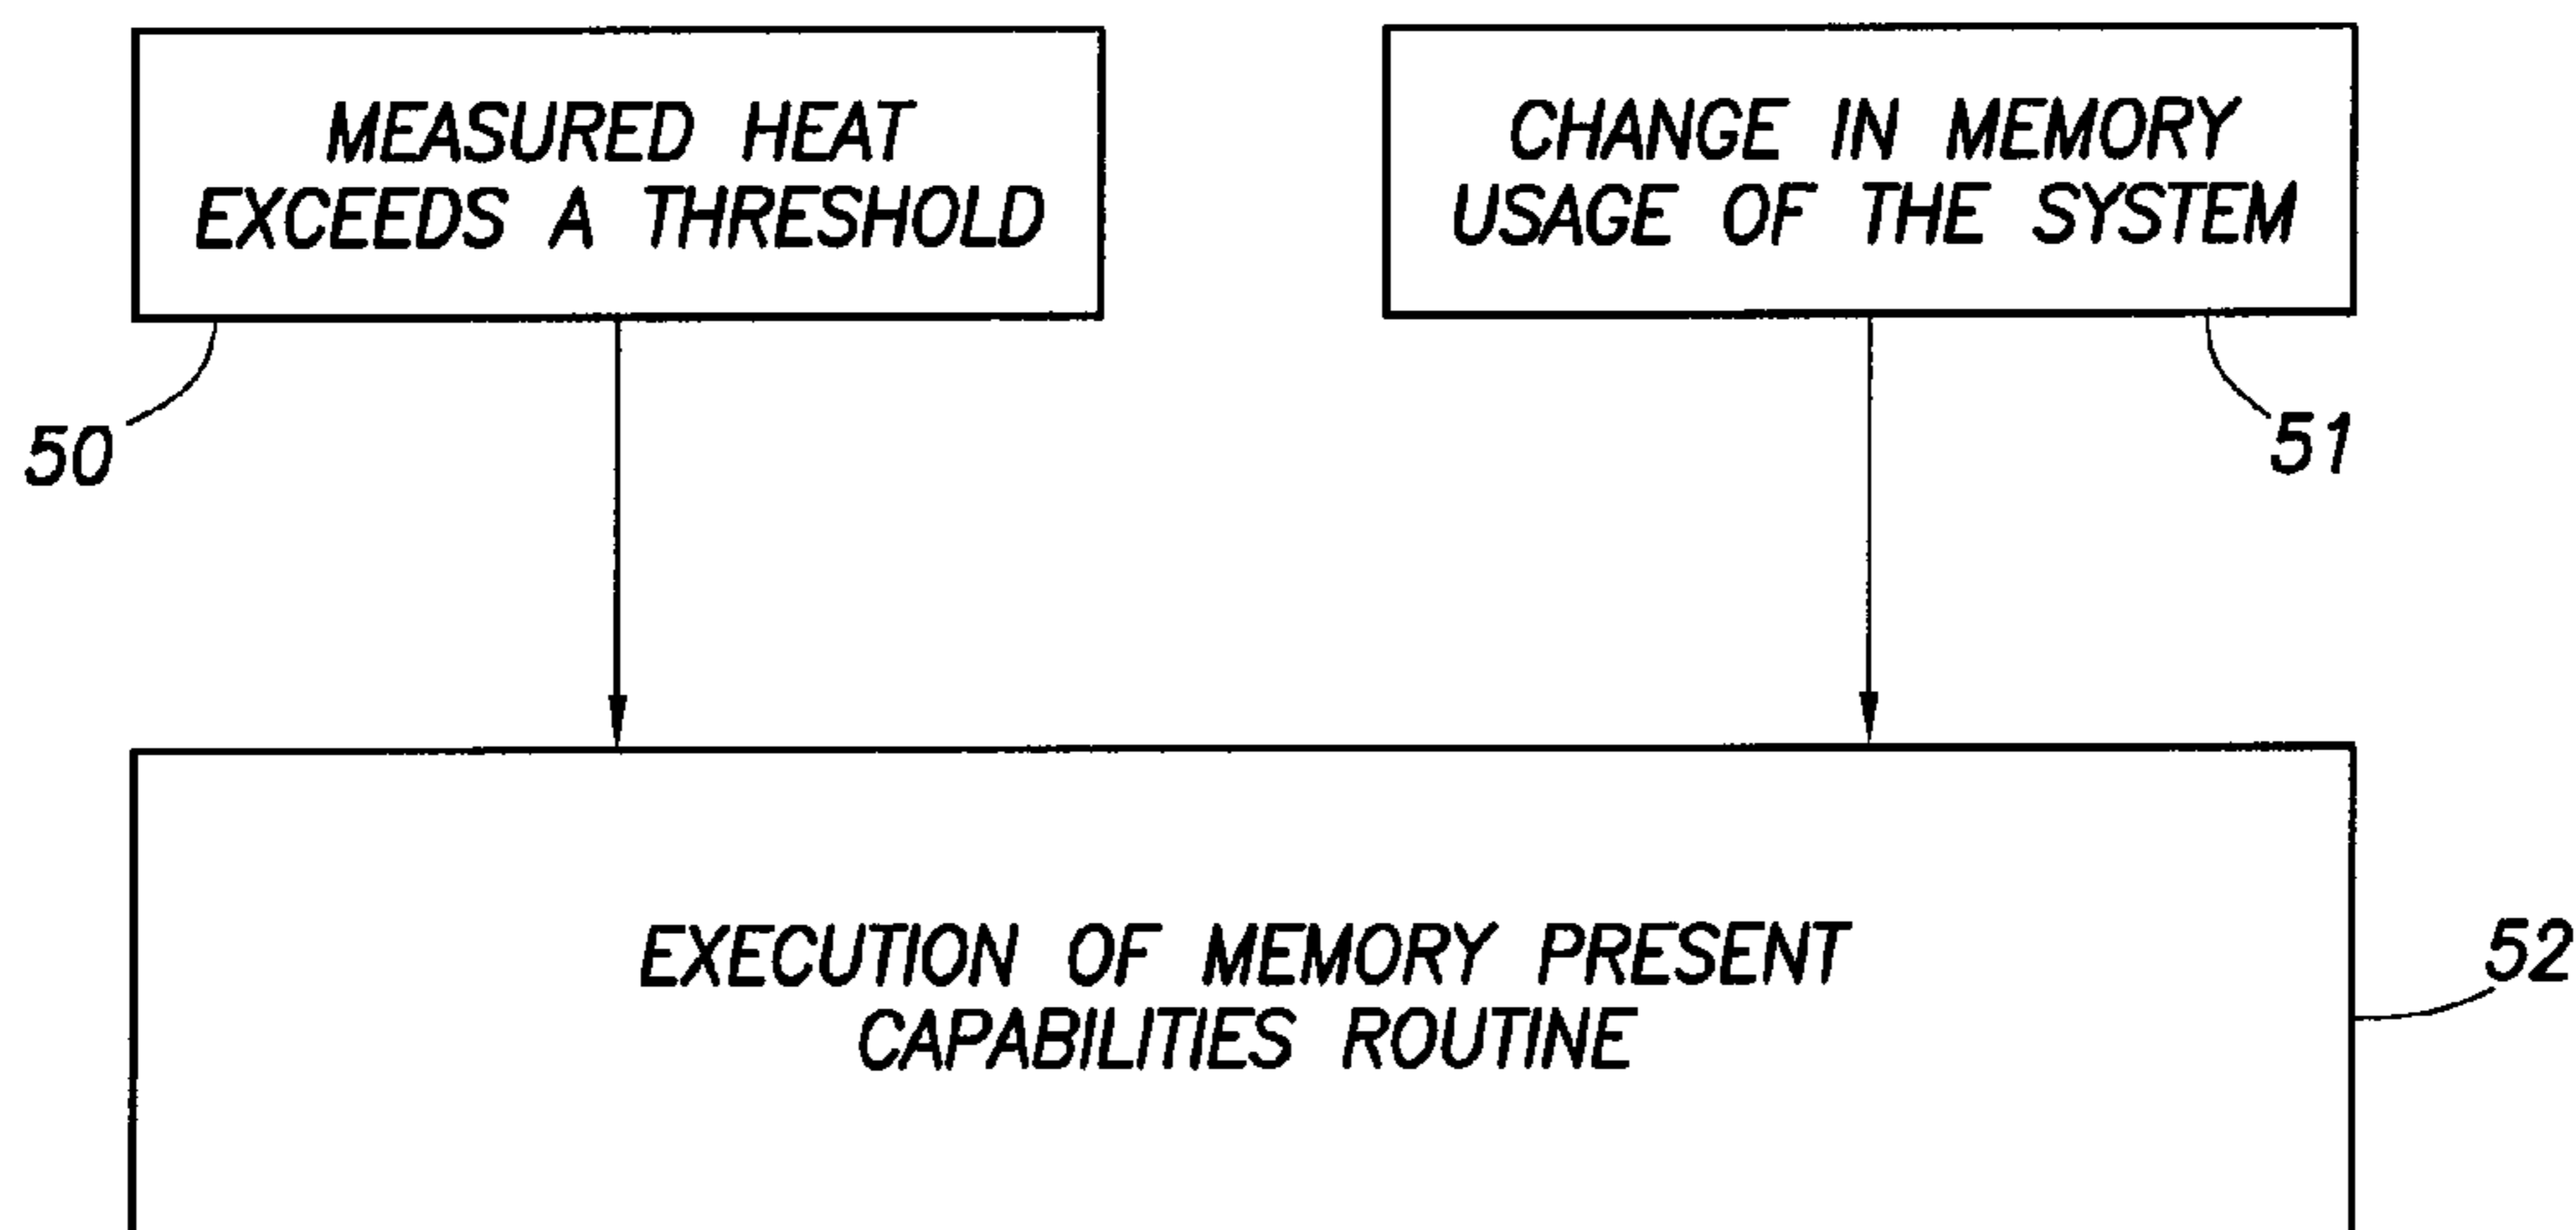 MEASURED HEAT
EXCEEDS A THRESHOLD
CHANGE IN MEMORY
USAGE OF THE SYSTEM
50
51
EXECUTION OF MEMORY PRESENT
CAPABILITIES ROUTINE
52